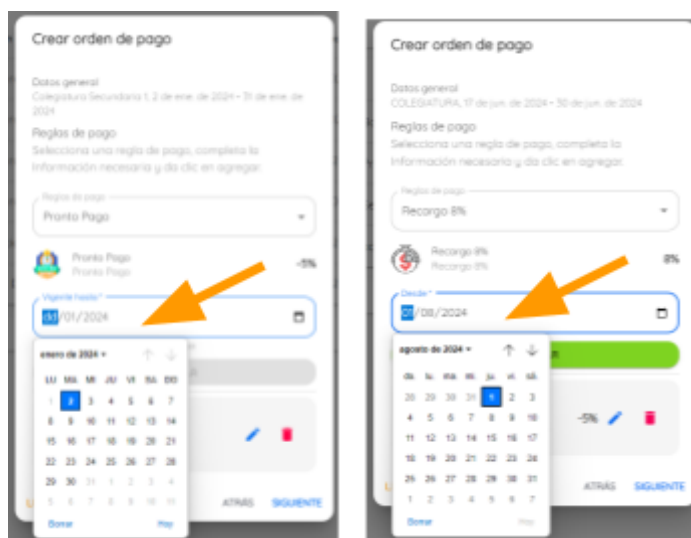 Crear orden de pago
Datos general
Colegiatura Secundaria 1, 2 de ene. de 2024 - 31 de ene. de
2024
Reglas de pago
Selecciona una regla de pago, completa la
información necesaria y da clic en agregar.
Reglas de pago
Pronto Pago
Pronto Pago
Pronto Pago
-5%
Vigente hasta *
dd/01/2024
enero de 2024
LU MA MI JU VI SÁ DO
1 2 3 4 5 6 7
8 9 10 11 12 13 14
15 16 17 18 19 20 21
22 23 24 25 26 27 28
29 30 31 1 2 3 4
5 6 7 8 9 10 11
Borrar Hoy
ATRÁS SIGUIENTE
Crear orden de pago
Datos general
COLEGIATURA, 17 de jun. de 2024 - 30 de jun. de 2024
Reglas de pago
Selecciona una regla de pago, completa la
información necesaria y da clic en agregar.
Reglas de pago
Recargo 8%
Recargo 8%
Recargo 8%
8%
Desde *
01/08/2024
agosto de 2024
do. lu. ma. mi. ju. vi. sá.
28 29 30 31 1 2 3
4 5 6 7 8 9 10
11 12 13 14 15 16 17
18 19 20 21 22 23 24
25 26 27 28 29 30 31
1 2 3 4 5 6 7
Borrar Hoy
-5%
ATRÁS SIGUIENTE